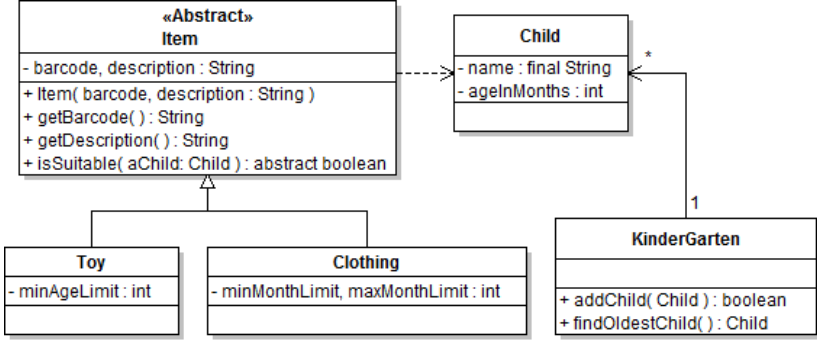 «Abstract»
Item
- barcode, description : String
+ Item( barcode, description : String )
+ getBarcode( ) : String
+ getDescription( ) : String
+ isSuitable( aChild: Child ) : abstract boolean
Child
- name : final String
- ageInMonths : int
*
1
Toy
- minAgeLimit : int
Clothing
- minMonthLimit, maxMonthLimit : int
KinderGarten
+ addChild( Child ) : boolean
+ findOldestChild( ) : Child